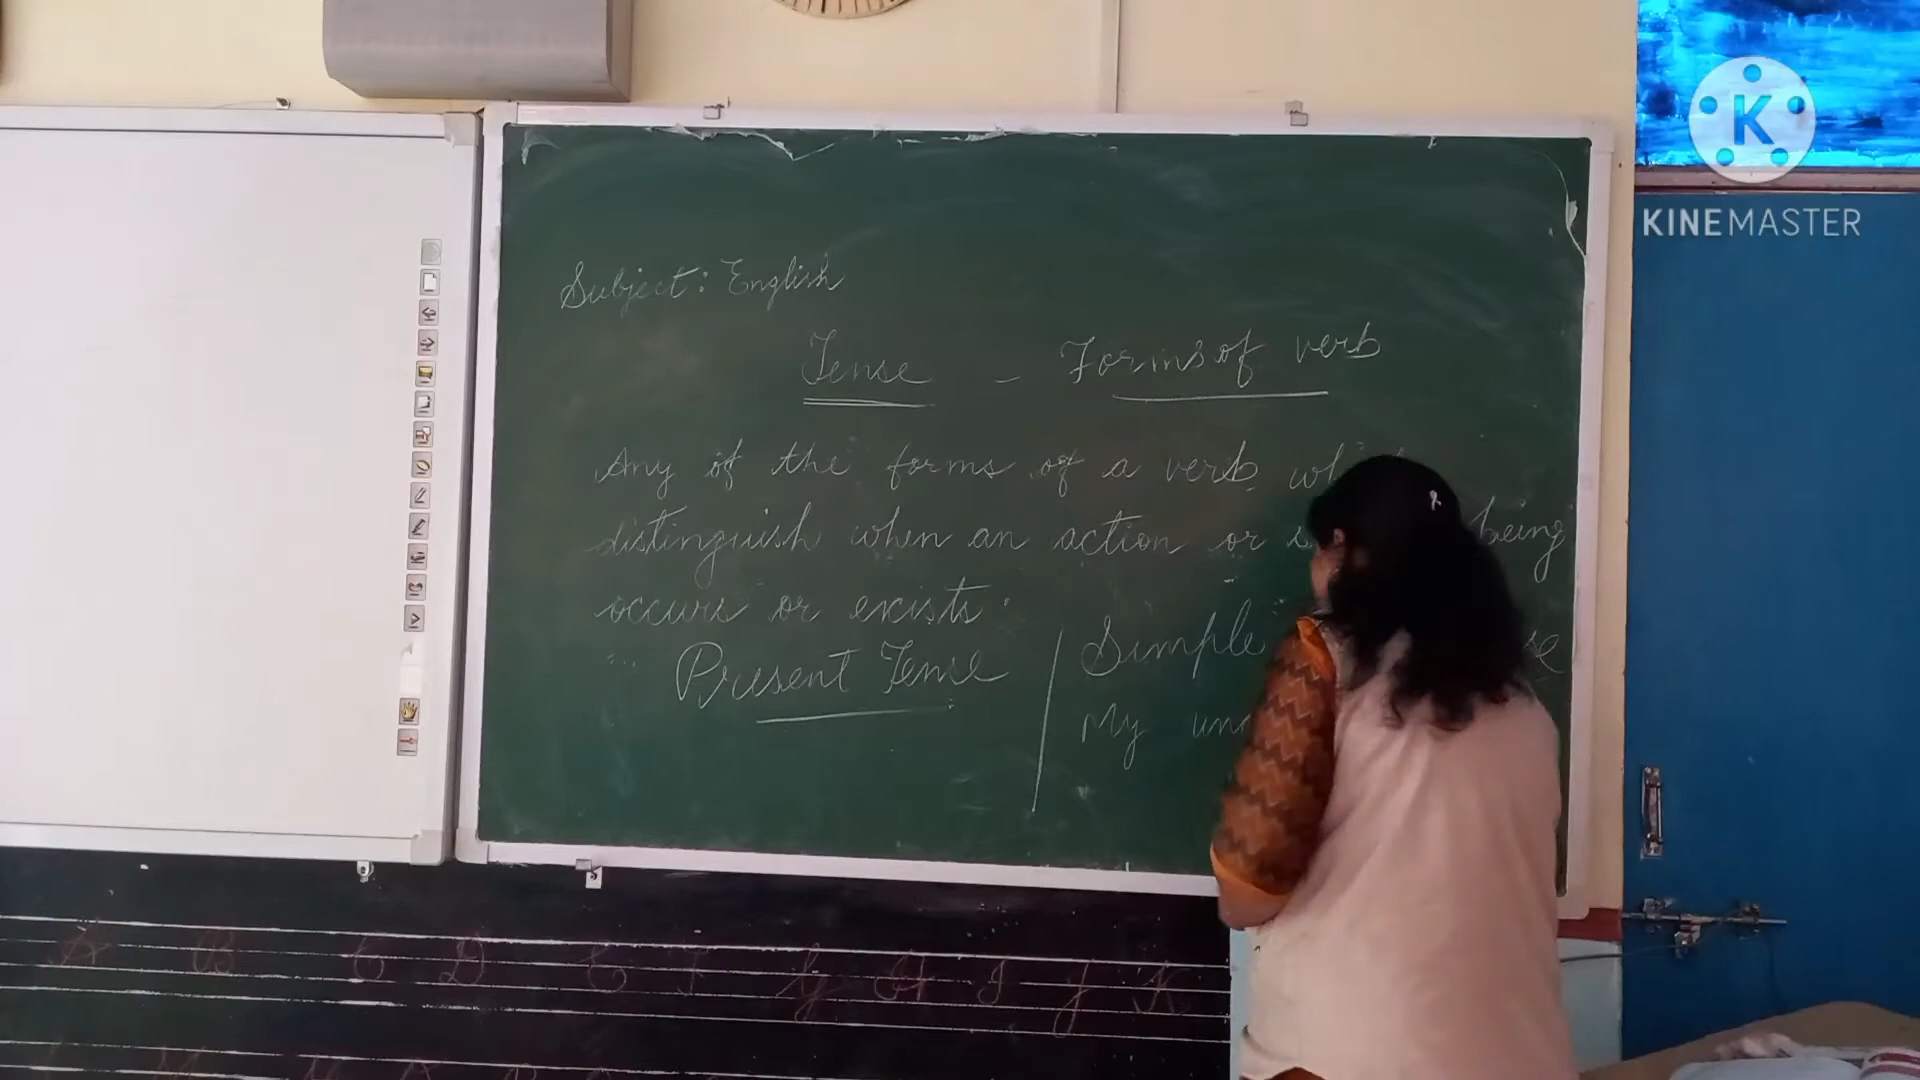 Subject: English
Tense - Forms of verb
Any of the forms of a verb
distinguish when an action or being
occurs or exists.
Present Tense
Simple
My
A B C D E F G H I J K
KINEMASTER